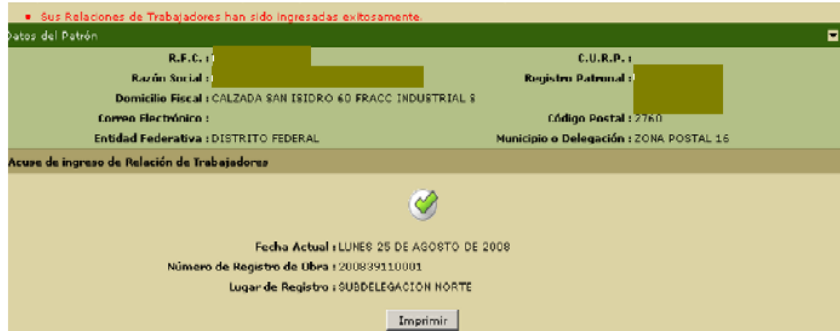 Sus Relaciones de Trabajadores han sido ingresadas exitosamente.
Datos del Patrón
R.F.C. : C.U.R.P. :
Razón Social : Registro Patronal :
Domicilio Fiscal : CALZADA SAN ISIDRO 60 FRACC INDUSTRIAL S
Correo Electrónico : Código Postal : 2760
Entidad Federativa : DISTRITO FEDERAL Municipio o Delegación : ZONA POSTAL 16
Acuse de ingreso de Relación de Trabajadores
Fecha Actual : LUNES 25 DE AGOSTO DE 2008
Número de Registro de Obra : 200839110001
Lugar de Registro : SUBDELEGACION NORTE
Imprimir